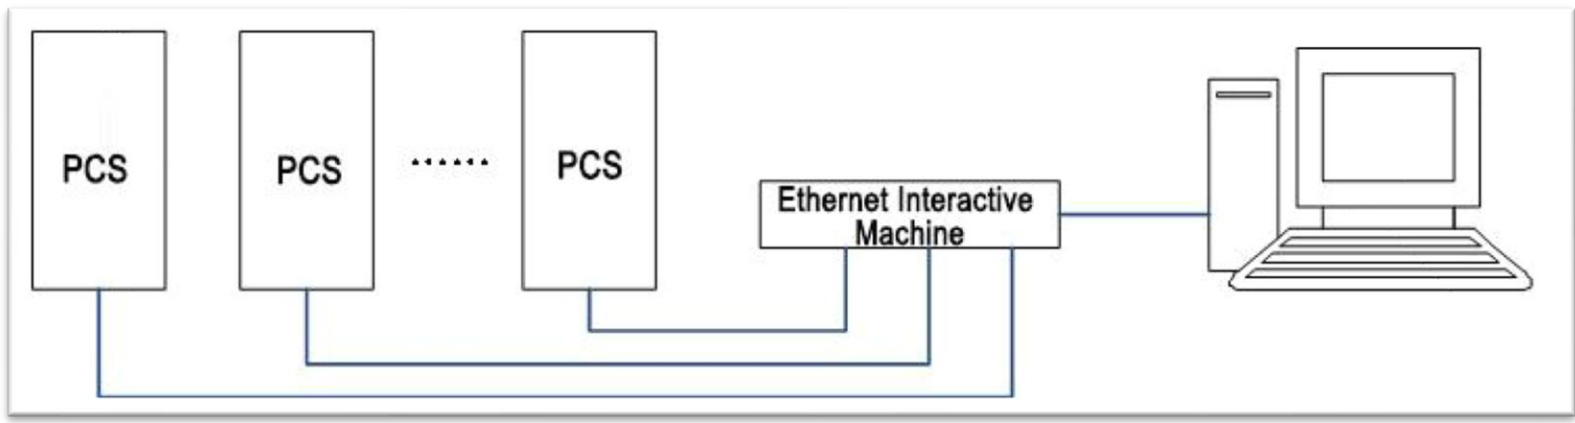 PCS
PCS
......
PCS
Ethernet Interactive
Machine